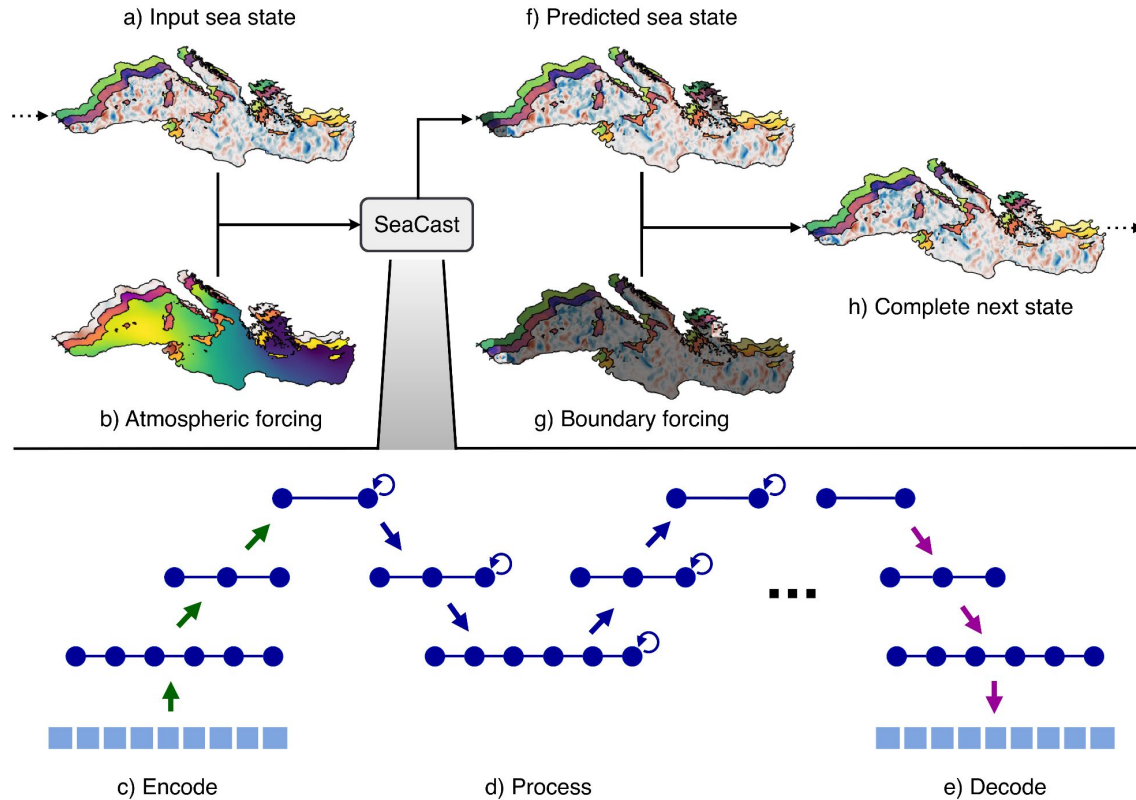 a) Input sea state
f) Predicted sea state
SeaCast
h) Complete next state
b) Atmospheric forcing
g) Boundary forcing
c) Encode
d) Process
e) Decode